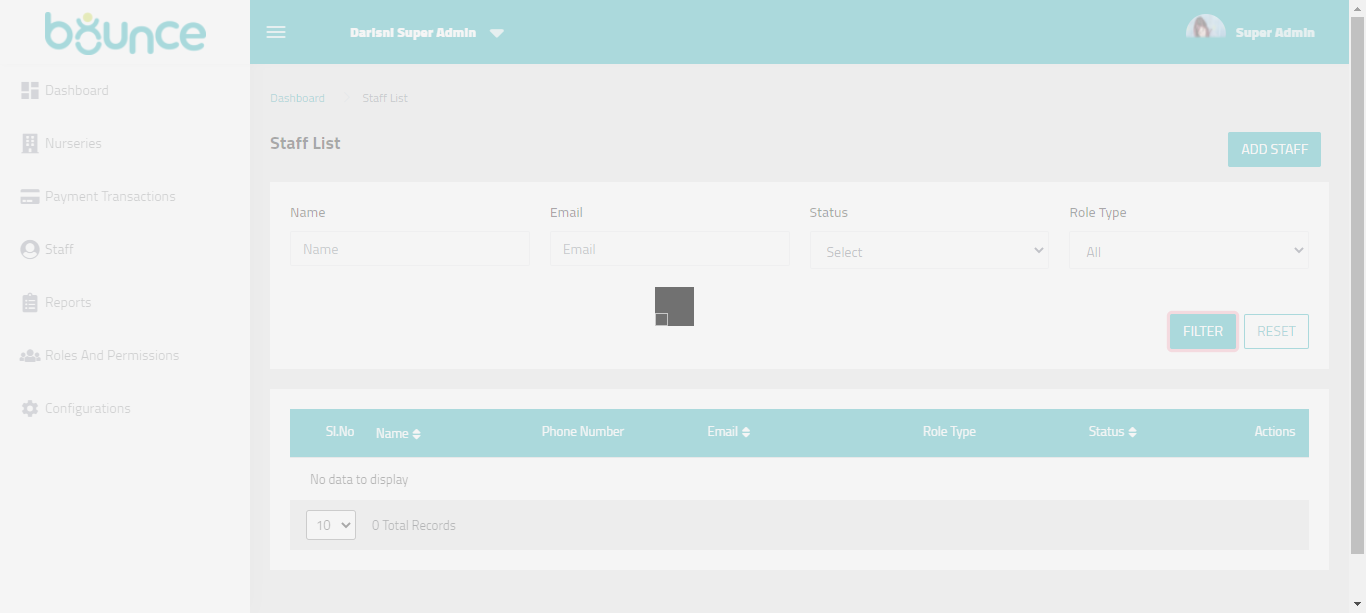 bounce
Darisni Super Admin
Super Admin
Dashboard
Nurseries
Payment Transactions
Staff
Reports
Roles And Permissions
Configurations
Dashboard Staff List
Staff List
ADD STAFF
Name Email Status Role Type
Name Email Select All
FILTER RESET
Sl.No Name Phone Number Email Role Type Status Actions
No data to display
10 0 Total Records